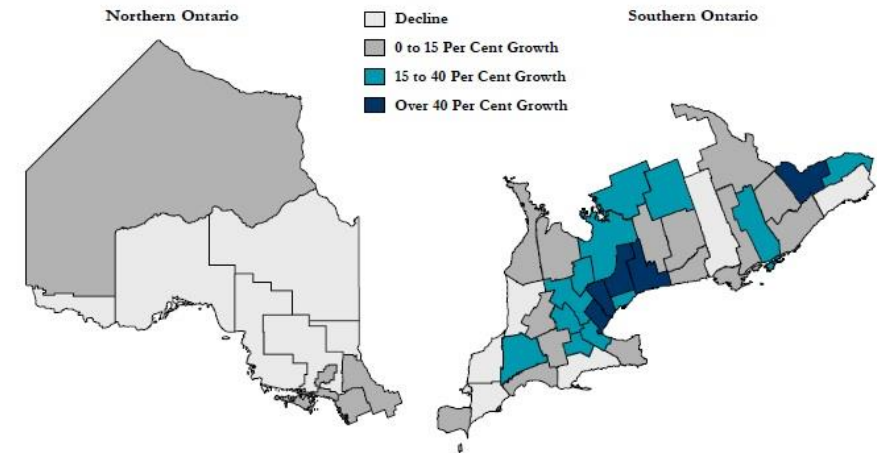 Northern Ontario
Decline
0 to 15 Per Cent Growth
15 to 40 Per Cent Growth
Over 40 Per Cent Growth
Southern Ontario